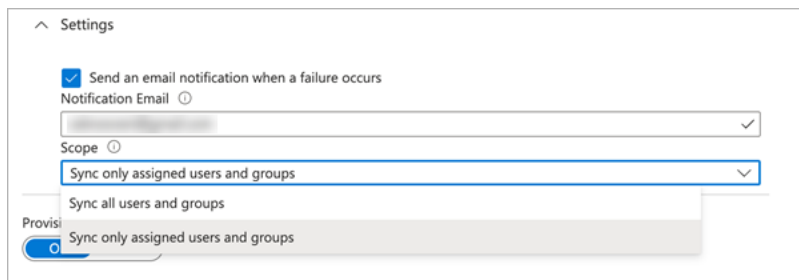 Settings
Send an email notification when a failure occurs
Notification Email
Scope
Sync only assigned users and groups
Sync all users and groups
Sync only assigned users and groups